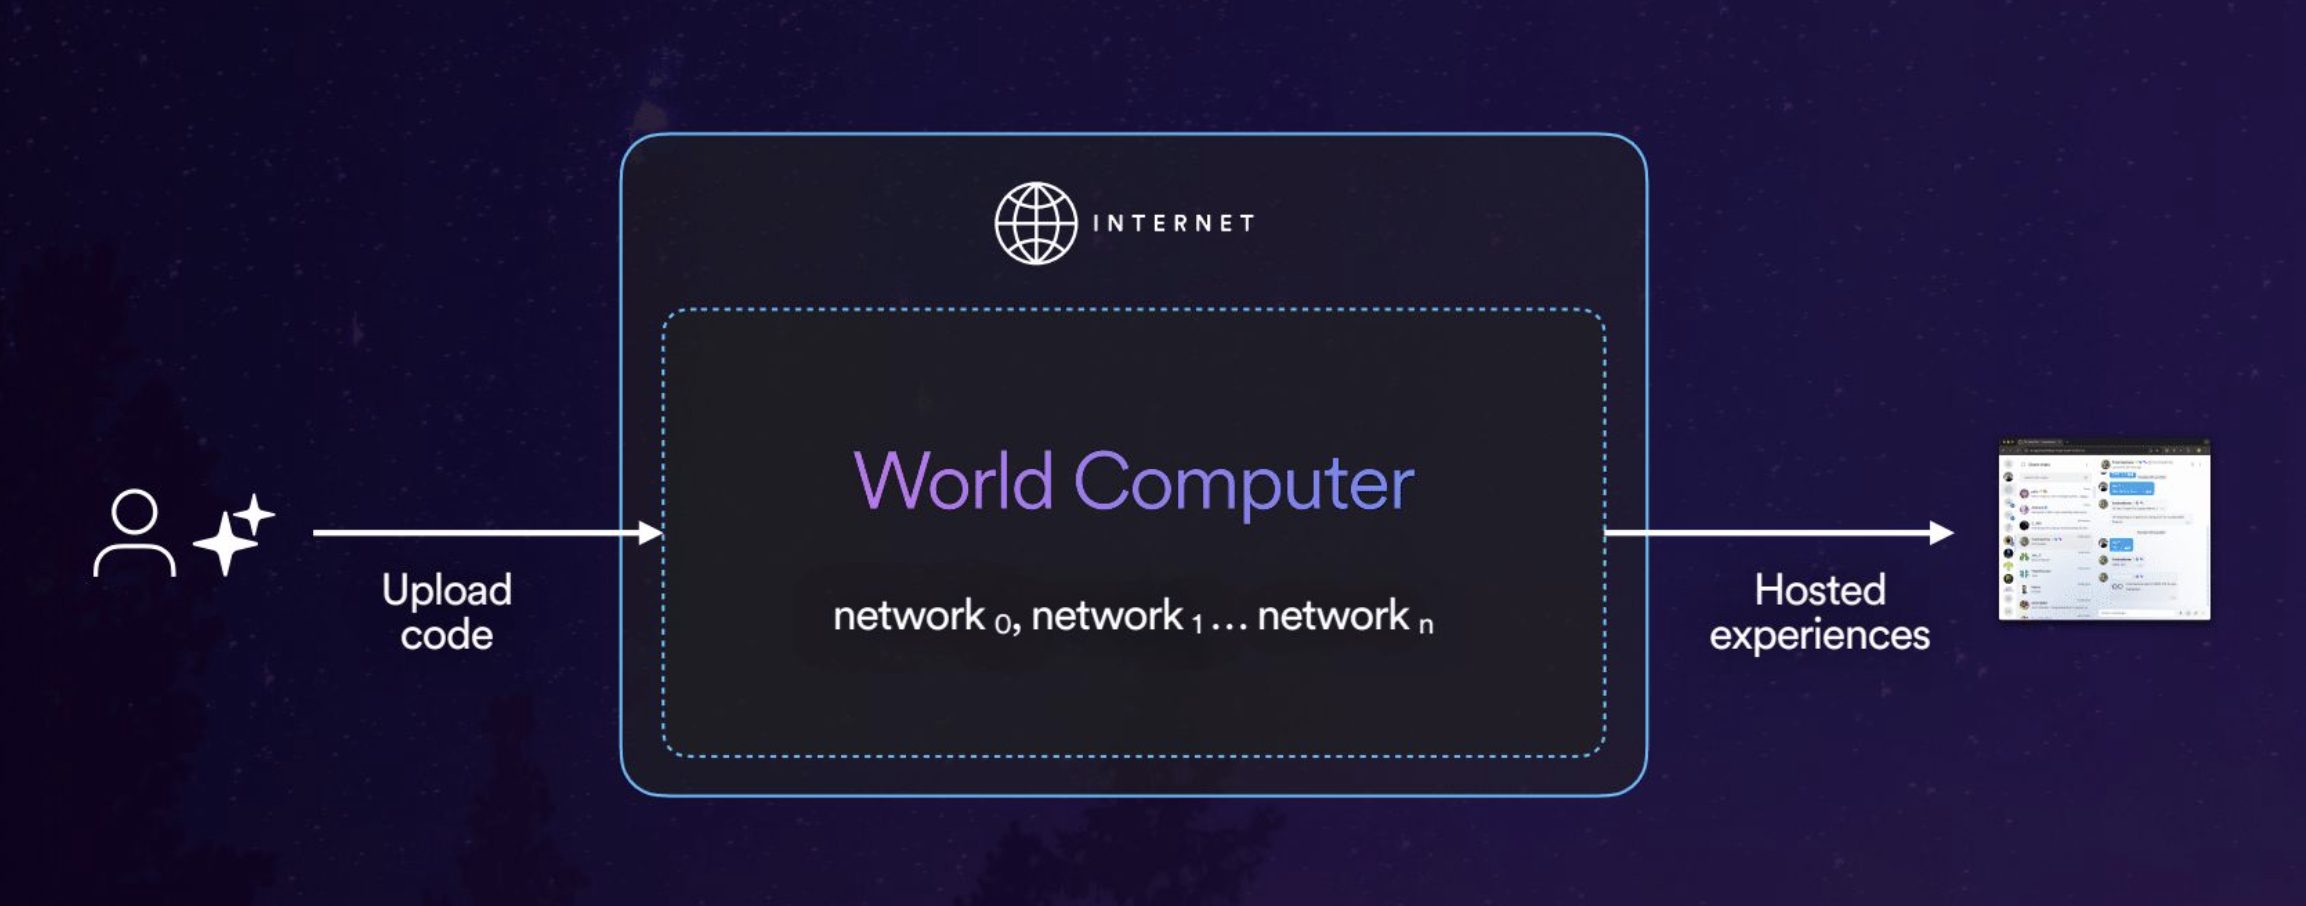 INTERNET
World Computer
network 0, network 1 ... network n
Upload
code
Hosted
experiences